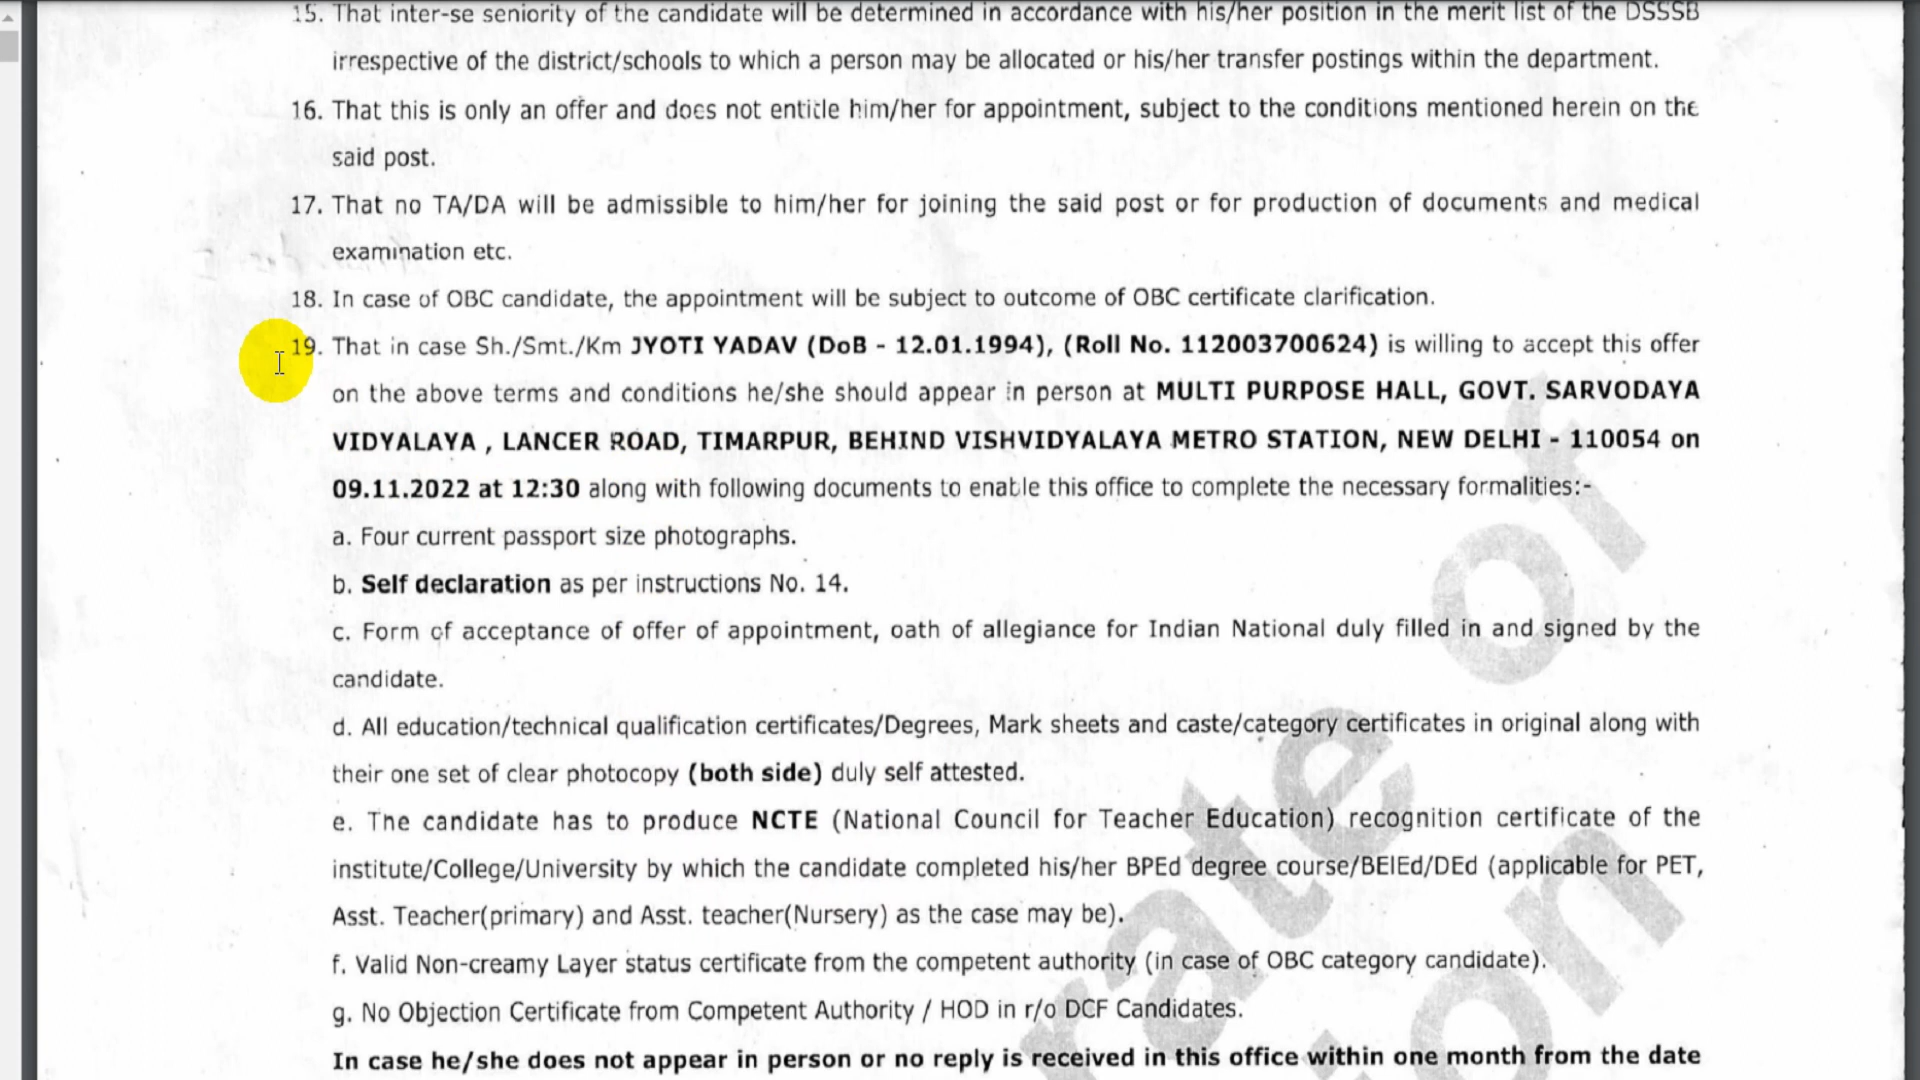 15. That inter-se seniority of the candidate will be determined in accordance with his/her position in the merit list of the DSSSB
irrespective of the district/schools to which a person may be allocated or his/her transfer postings within the department.
16. That this is only an offer and does not entitle him/her for appointment, subject to the conditions mentioned herein on the
said post.
17. That no TA/DA will be admissible to him/her for joining the said post or for production of documents and medical
examination etc.
18. In case of OBC candidate, the appointment will be subject to outcome of OBC certificate clarification.
19. That in case Sh./Smt./Km JYOTI YADAV (DoB - 12.01.1994), (Roll No. 112003700624) is willing to accept this offer
on the above terms and conditions he/she should appear in person at MULTI PURPOSE HALL, GOVT. SARVODAYA
VIDYALAYA , LANCER ROAD, TIMARPUR, BEHIND VISHVIDYALAYA METRO STATION, NEW DELHI - 110054 on
09.11.2022 at 12:30 along with following documents to enable this office to complete the necessary formalities:-
a. Four current passport size photographs.
b. Self declaration as per instructions No. 14.
c. Form of acceptance of offer of appointment, oath of allegiance for Indian National duly filled in and signed by the
candidate.
d. All education/technical qualification certificates/Degrees, Mark sheets and caste/category certificates in original along with
their one set of clear photocopy (both side) duly self attested.
e. The candidate has to produce NCTE (National Council for Teacher Education) recognition certificate of the
institute/College/University by which the candidate completed his/her BPEd degree course/BElEd/DEd (applicable for PET,
Asst. Teacher(primary) and Asst. teacher(Nursery) as the case may be).
f. Valid Non-creamy Layer status certificate from the competent authority (in case of OBC category candidate).
g. No Objection Certificate from Competent Authority / HOD in r/o DCF Candidates.
In case he/she does not appear in person or no reply is received in this office within one month from the date